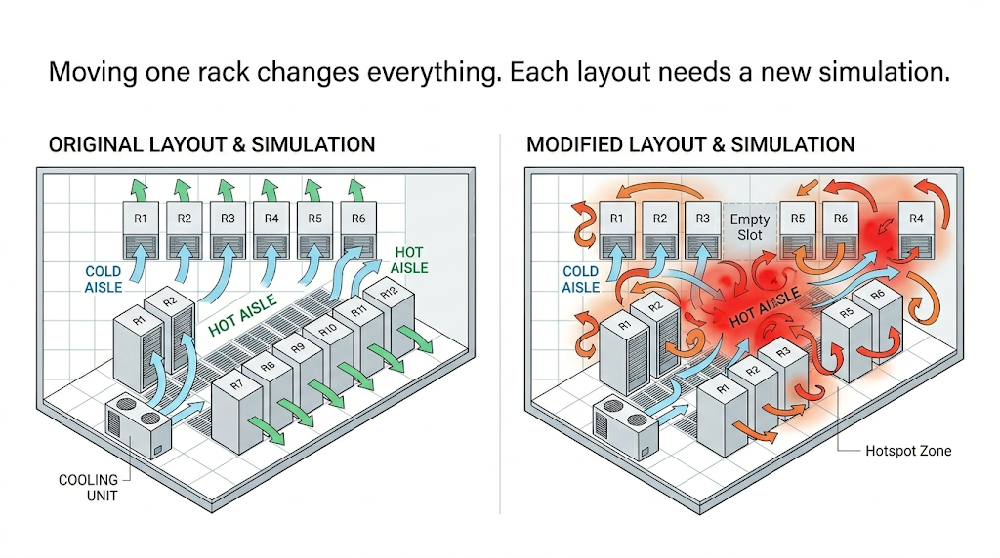 Moving one rack changes everything. Each layout needs a new simulation.
ORIGINAL LAYOUT & SIMULATION
R1 R2 R3 R4 R5 R6
COLD
AISLE
HOT
AISLE
R1
R2
HOT AISLE
R7
R8
R9
R10
R11
R12
COOLING
UNIT
MODIFIED LAYOUT & SIMULATION
R1 R2 R3
Empty
Slot
R5 R6 R4
COLD
AISLE
R1
R2
HOT AISLE
R1
R2
R3
R5
R6
Hotspot Zone